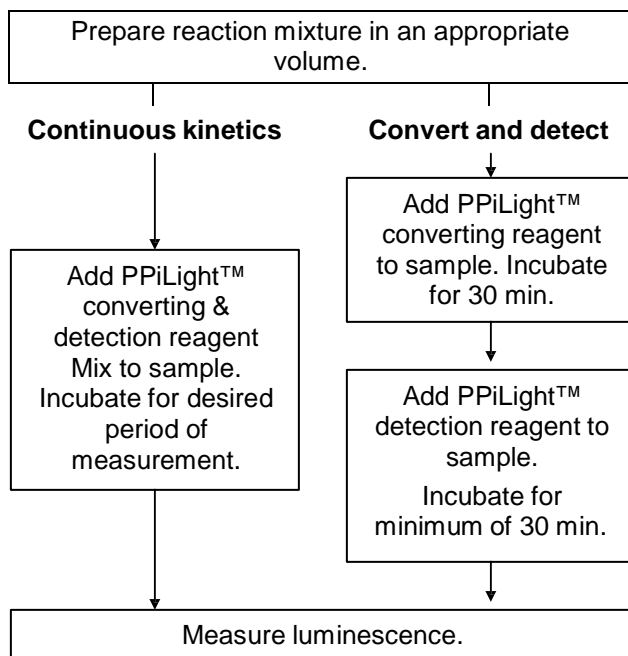 Prepare reaction mixture in an appropriate
volume.
Continuous kinetics
Convert and detect
Add PPiLight™
converting &
detection reagent
Mix to sample.
Incubate for desired
period of
measurement.
Add PPiLight™
converting reagent
to sample. Incubate
for 30 min.
Add PPiLight™
detection reagent to
sample.
Incubate for
minimum of 30 min.
Measure luminescence.